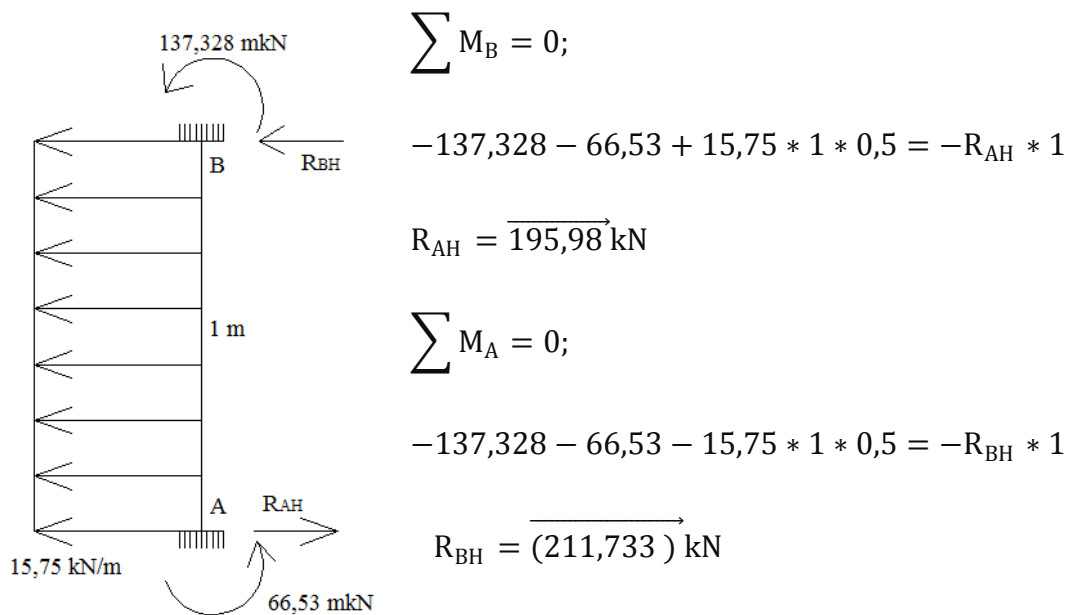 137,328 mkN
B
RBH
1 m
A
RAH
15,75 kN/m
66,53 mkN
∑ M_B = 0;
−137,328 − 66,53 + 15,75 * 1 * 0,5 = −R_AH * 1
R_AH = \overrightarrow{195,98} kN
∑ M_A = 0;
−137,328 − 66,53 − 15,75 * 1 * 0,5 = −R_BH * 1
R_BH = \overrightarrow{(211,733 )} kN